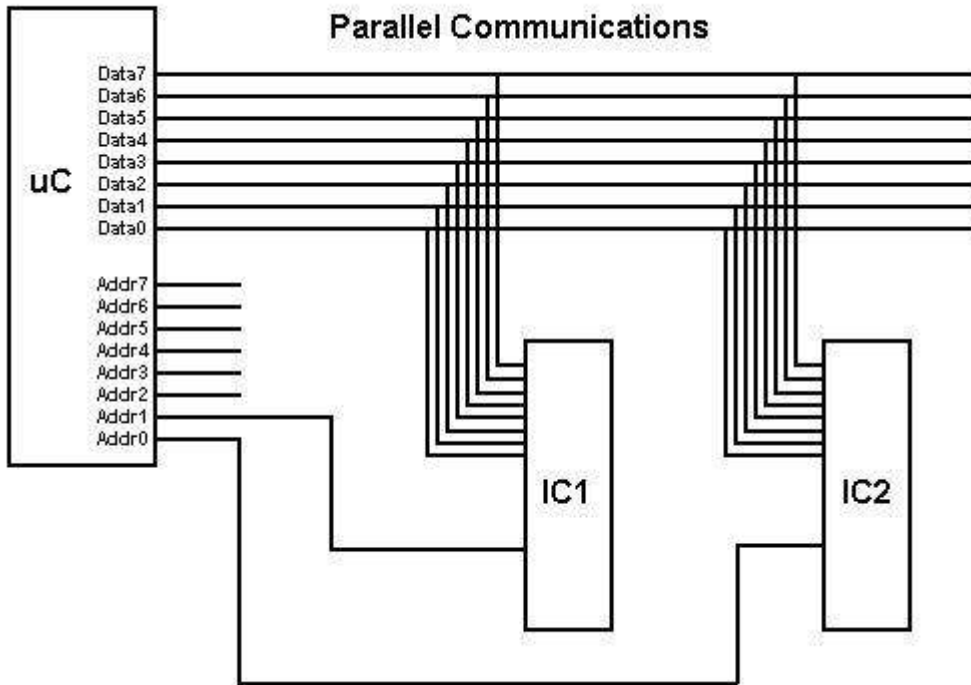 Parallel Communications
uC
Data7
Data6
Data5
Data4
Data3
Data2
Data1
Data0
Addr7
Addr6
Addr5
Addr4
Addr3
Addr2
Addr1
Addr0
IC1
IC2